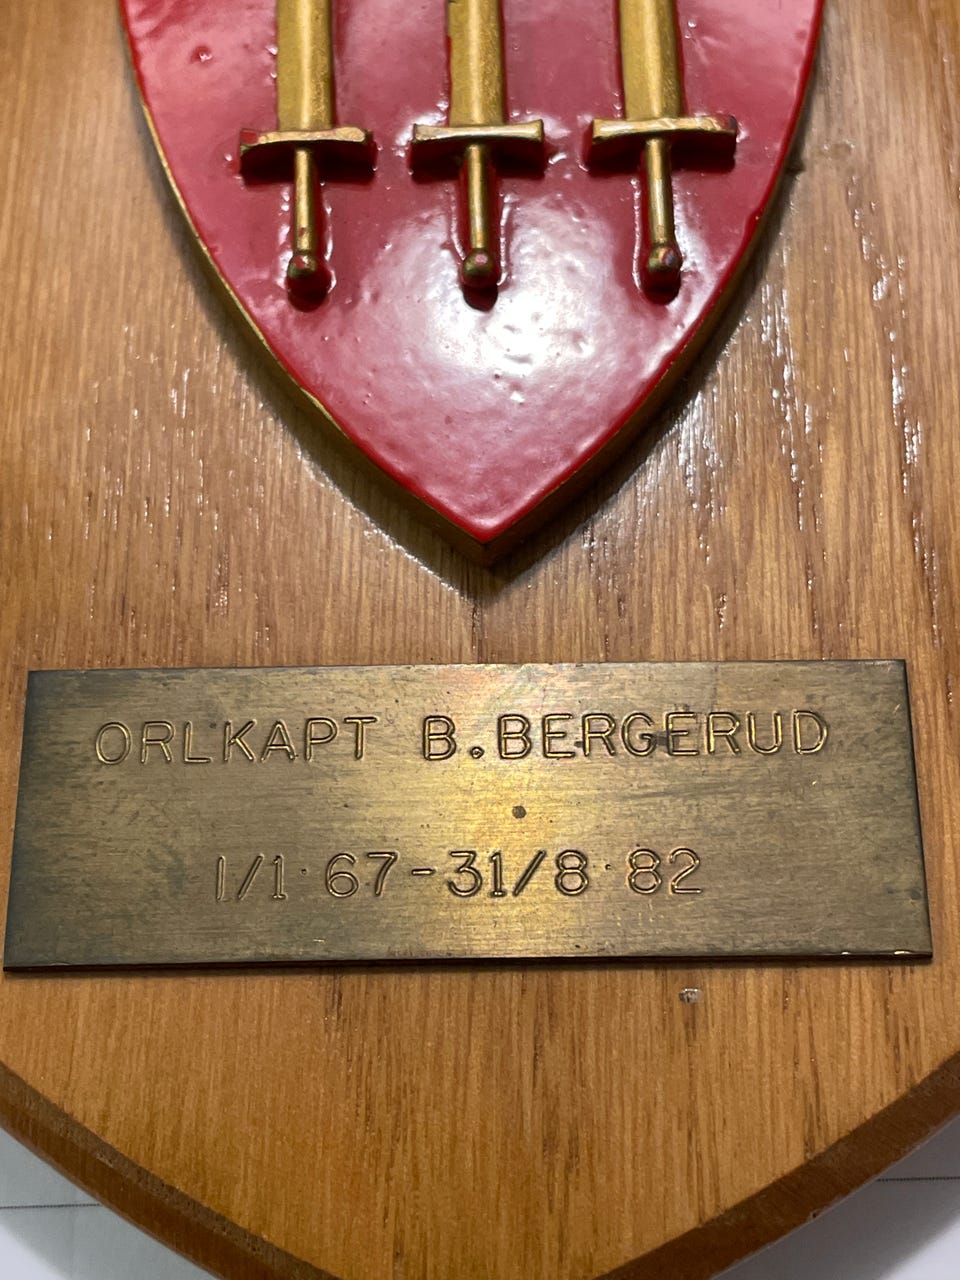 ORLKAPT B.BERGERUD
1/1·67-31/8·82